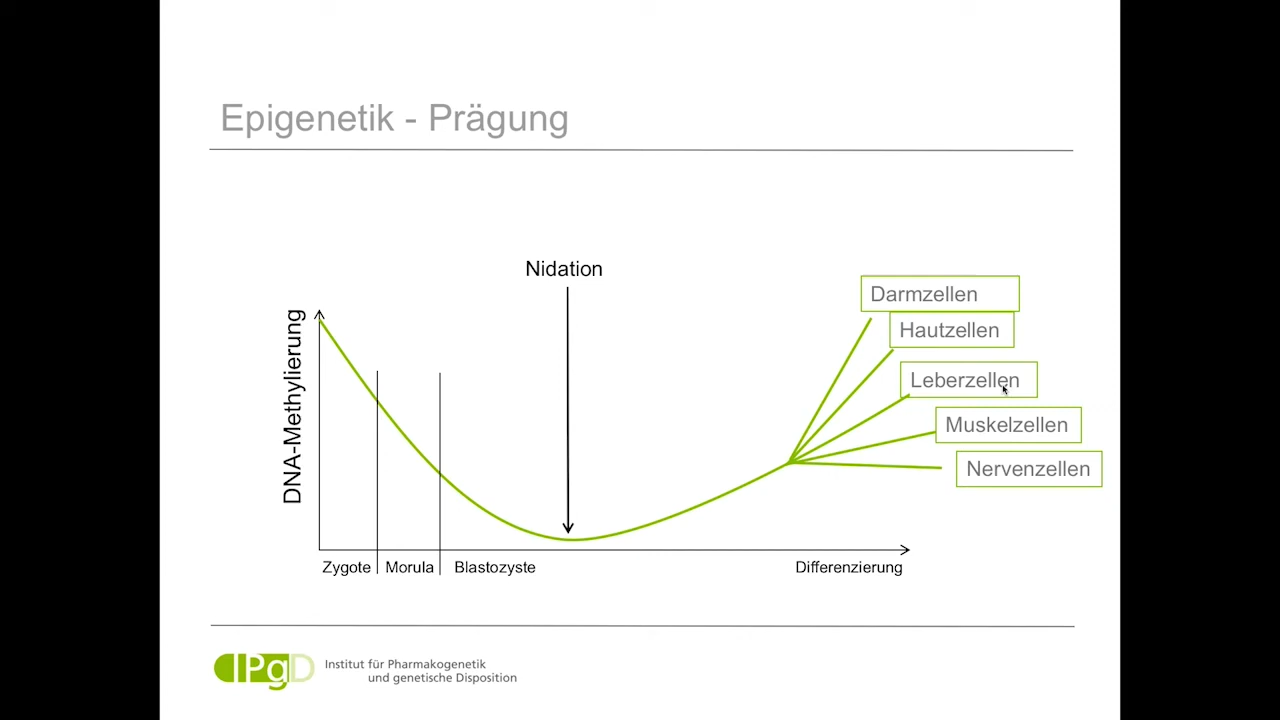 Epigenetik - Prägung
Nidation
DNA-Methylierung
Darmzellen
Hautzellen
Leberzellen
Muskelzellen
Nervenzellen
Zygote
Morula
Blastozyste
Differenzierung
IPgD
Institut für Pharmakogenetik
und genetische Disposition